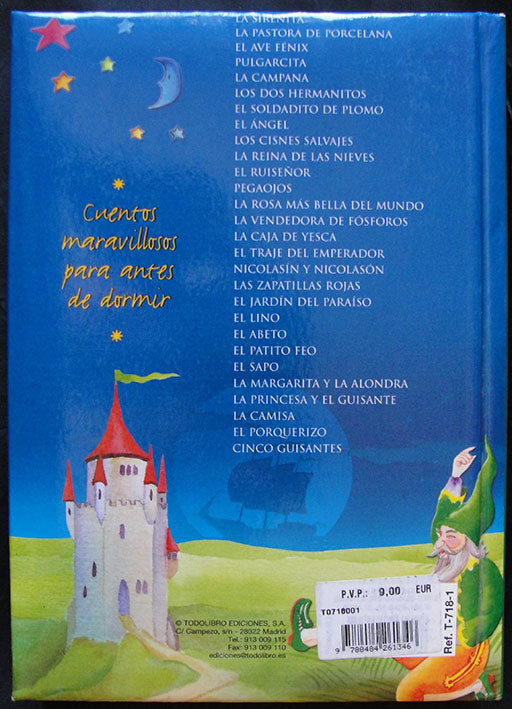 LA SIRENITA
LA PASTORA DE PORCELANA
EL AVE FÉNIX
PULGARCITA
LA CAMPANA
LOS DOS HERMANITOS
EL SOLDADITO DE PLOMO
EL ÁNGEL
LOS CISNES SALVAJES
LA REINA DE LAS NIEVES
EL RUISEÑOR
PEGAOJOS
LA ROSA MÁS BELLA DEL MUNDO
LA VENDEDORA DE FÓSFOROS
LA CAJA DE YESCA
EL TRAJE DEL EMPERADOR
NICOLASÍN Y NICOLASÓN
LAS ZAPATILLAS ROJAS
EL JARDÍN DEL PARAÍSO
EL LINO
EL ABETO
EL PATITO FEO
EL SAPO
LA MARGARITA Y LA ALONDRA
LA PRINCESA Y EL GUISANTE
LA CAMISA
EL PORQUERIZO
CINCO GUISANTES
Cuentos
maravillosos
para antes
de dormir
© TODOLIBRO EDICIONES, S.A.
C/ Campezo, s/n - 28022 Madrid
Tel.: 913 009 115
Fax: 913 009 110
ediciones@todolibro.es
P.V.P.: 9,00 EUR
T0718001
9 788484 261346
Ref. T-718-1